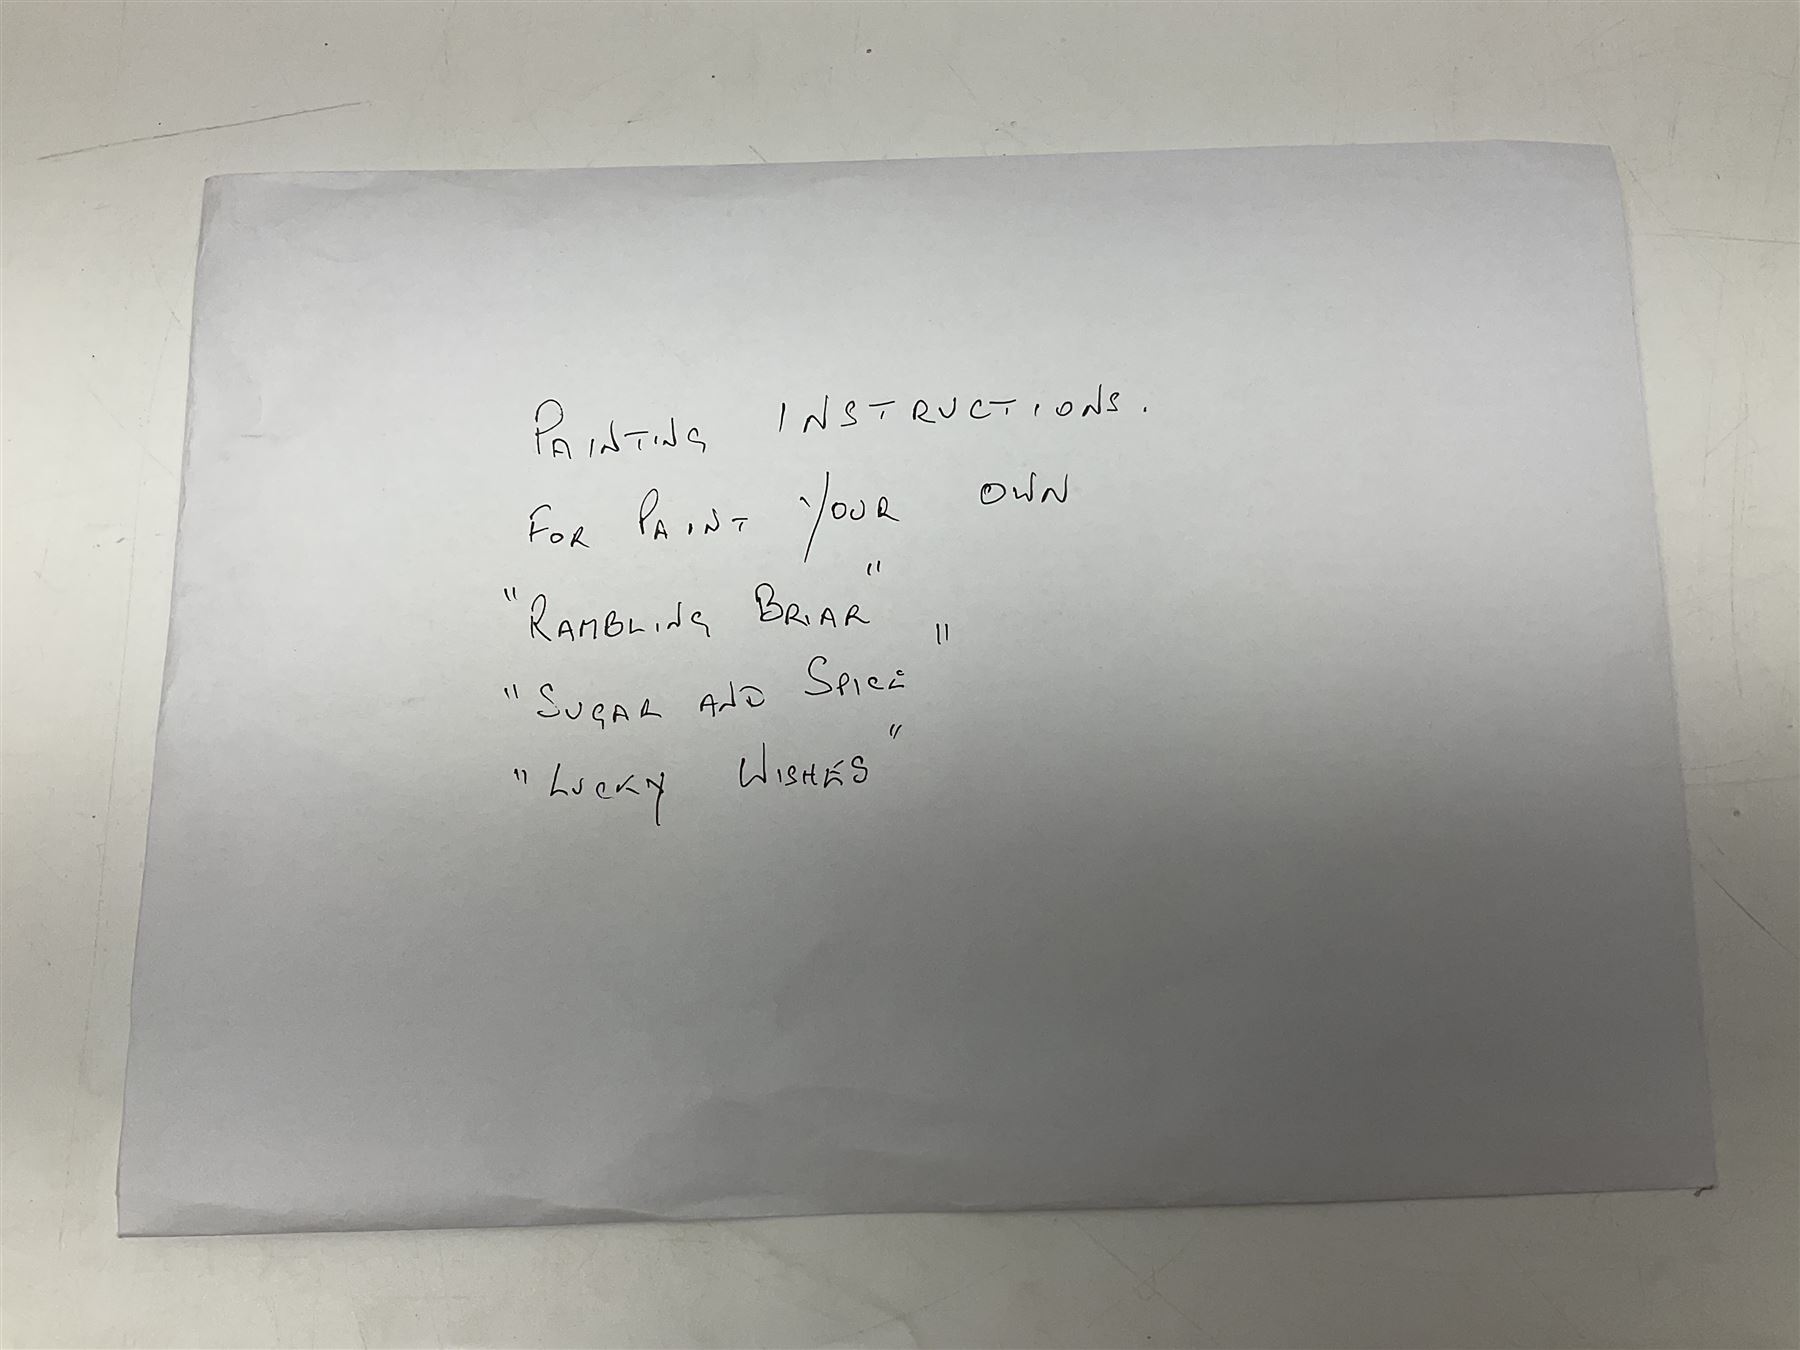 PAINTING INSTRUCTIONS.
FOR PAINT YOUR OWN
"RAMBLING BRIAR"
"SUGAR AND SPICE"
"LUCKY WISHES"